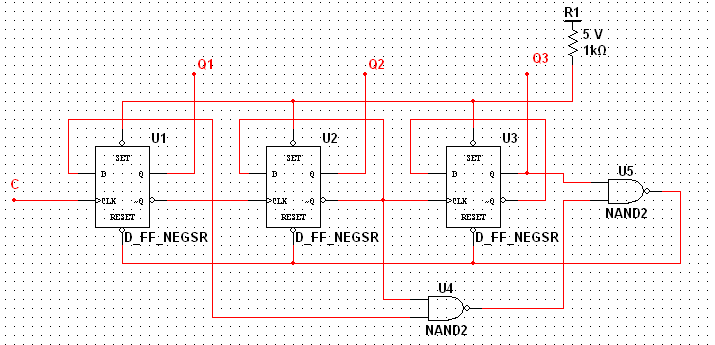 R1
5 V
1kΩ
Q1
Q2
Q3
U1
U2
U3
SET
SET
SET
D
Q
D
Q
D
Q
U5
C
CLK
~Q
CLK
~Q
CLK
~Q
RESET
RESET
RESET
NAND2
D_FF_NEGSR
D_FF_NEGSR
D_FF_NEGSR
U4
NAND2